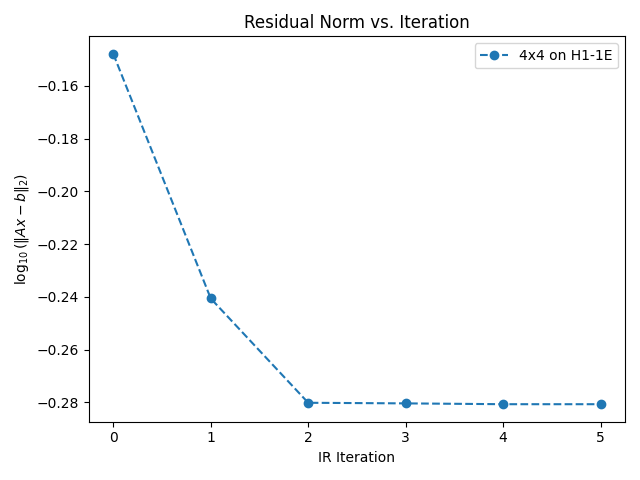 Residual Norm vs. Iteration
4x4 on H1-1E
−0.16
−0.18
−0.20
−0.22
−0.24
−0.26
−0.28
log₁₀(‖Ax − b‖₂)
0 1 2 3 4 5
IR Iteration